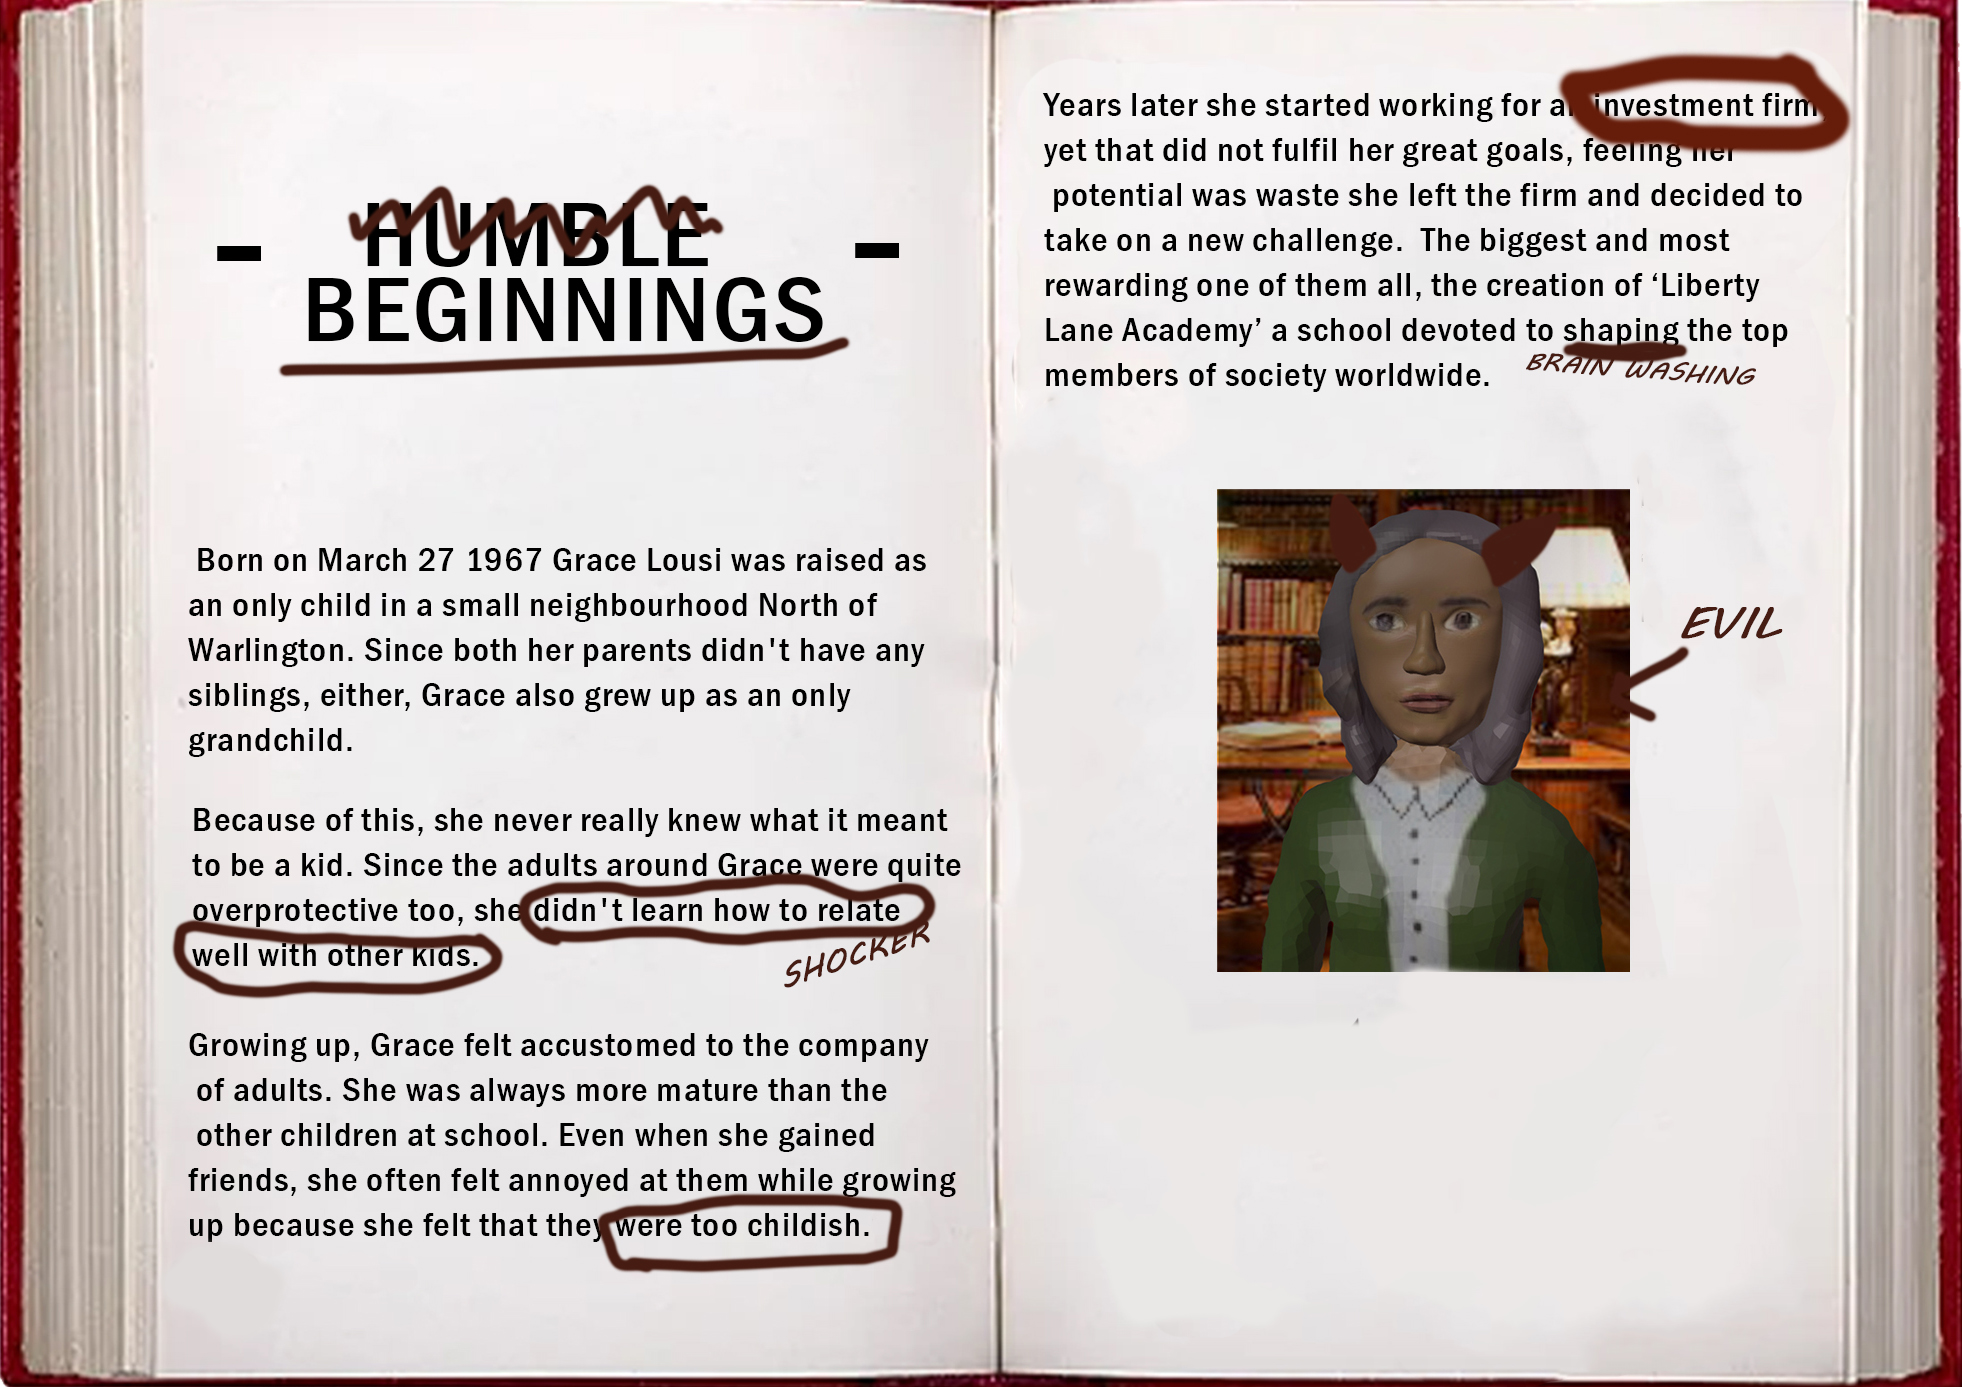 - HUMBLE -
BEGINNINGS
Born on March 27 1967 Grace Lousi was raised as
an only child in a small neighbourhood North of
Warlington. Since both her parents didn't have any
siblings, either, Grace also grew up as an only
grandchild.
Because of this, she never really knew what it meant
to be a kid. Since the adults around Grace were quite
overprotective too, she didn't learn how to relate
well with other kids.
SHOCKER
Growing up, Grace felt accustomed to the company
of adults. She was always more mature than the
other children at school. Even when she gained
friends, she often felt annoyed at them while growing
up because she felt that they were too childish.
Years later she started working for an investment firm
yet that did not fulfil her great goals, feeling her
potential was waste she left the firm and decided to
take on a new challenge. The biggest and most
rewarding one of them all, the creation of ‘Liberty
Lane Academy’ a school devoted to shaping the top
BRAIN WASHING
members of society worldwide.
EVIL